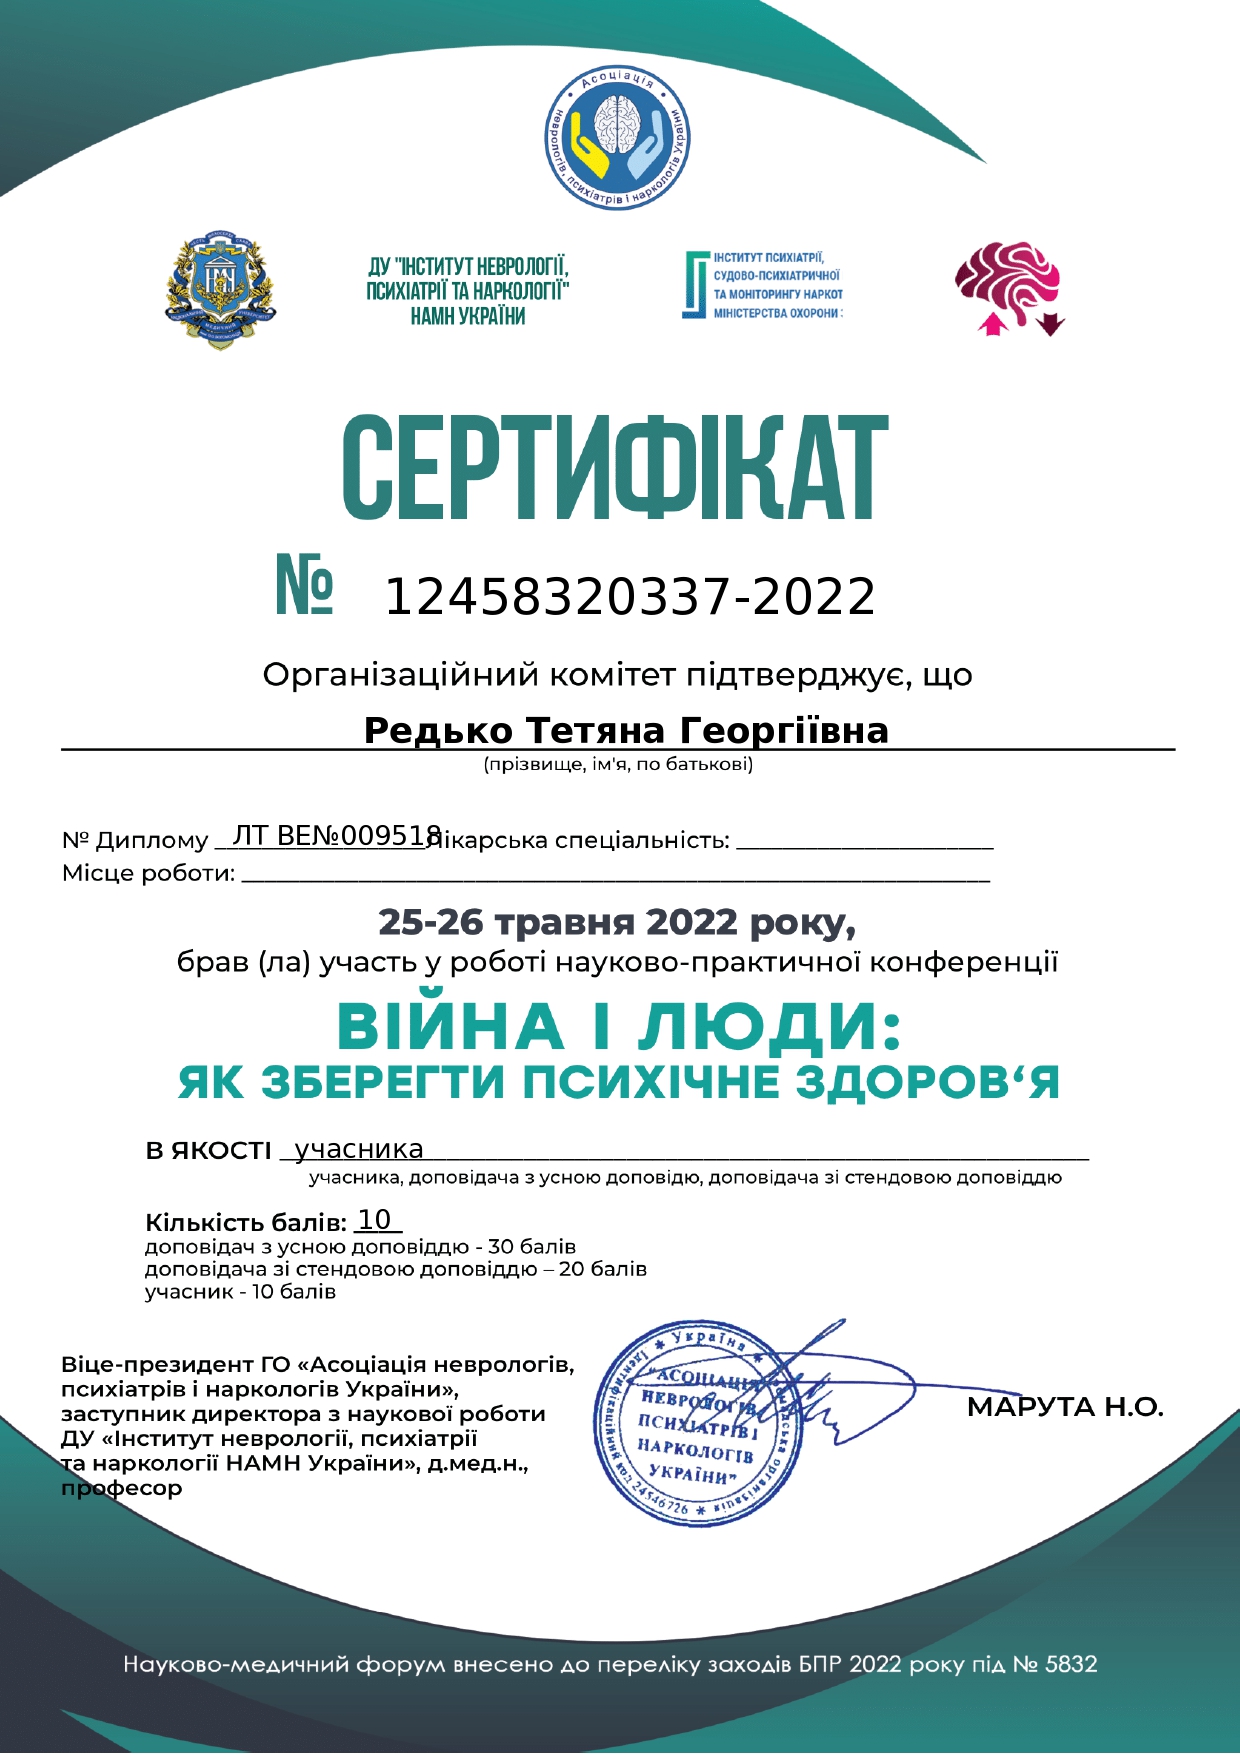 Асоціація неврологів, психіатрів і наркологів України
ДУ "ІНСТИТУТ НЕВРОЛОГІЇ,
ПСИХІАТРІЇ ТА НАРКОЛОГІЇ"
НАМН УКРАЇНИ
ІНСТИТУТ ПСИХІАТРІЇ,
СУДОВО-ПСИХІАТРИЧНОЇ
ТА МОНІТОРИНГУ НАРКОТ
МІНІСТЕРСТВА ОХОРОНИ
СЕРТИФІКАТ
№ 12458320337-2022
Організаційний комітет підтверджує, що
Редько Тетяна Георгіївна
(прізвище, ім'я, по батькові)
№ Диплому ЛТ ВЕ№009518 Лікарська спеціальність:
Місце роботи:
25-26 травня 2022 року,
брав (ла) участь у роботі науково-практичної конференції
ВІЙНА І ЛЮДИ:
ЯК ЗБЕРЕГТИ ПСИХІЧНЕ ЗДОРОВ‘Я
В ЯКОСТІ учасника
учасника, доповідача з усною доповідю, доповідача зі стендовою доповіддю
Кількість балів: 10
доповідач з усною доповіддю - 30 балів
доповідача зі стендовою доповіддю – 20 балів
учасник - 10 балів
Віце-президент ГО «Асоціація неврологів,
психіатрів і наркологів України»,
заступник директора з наукової роботи
ДУ «Інститут неврології, психіатрії
та наркології НАМН України», д.мед.н.,
професор
Україна
ідентифікаційний код 24546726
"АСОЦІАЦІЯ
НЕВРОЛОГІВ,
ПСИХІАТРІВ І
НАРКОЛОГІВ
УКРАЇНИ"
МАРУТА Н.О.
Науково-медичний форум внесено до переліку заходів БПР 2022 року під № 5832